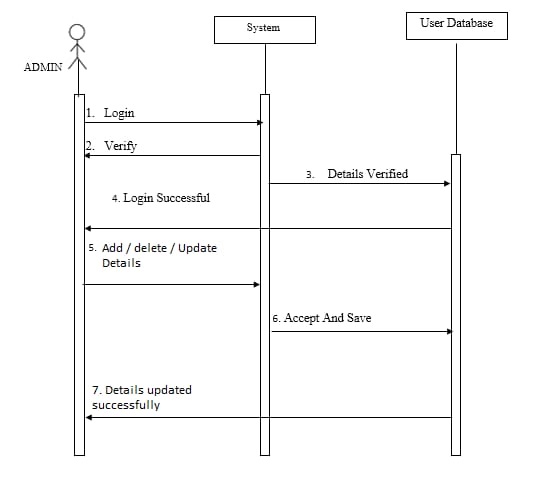 System
User Database
ADMIN
1. Login
2. Verify
3. Details Verified
4. Login Successful
5. Add / delete / Update
Details
6. Accept And Save
7. Details updated
successfully